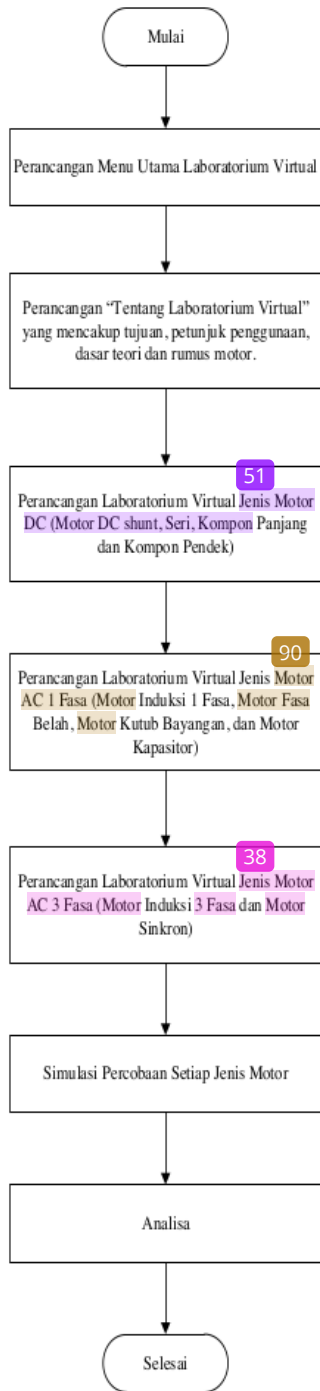 Mulai
Perancangan Menu Utama Laboratorium Virtual
Perancangan “Tentang Laboratorium Virtual”
yang mencakup tujuan, petunjuk penggunaan,
dasar teori dan rumus motor.
51
Perancangan Laboratorium Virtual Jenis Motor
DC (Motor DC shunt, Seri, Kompon Panjang
dan Kompon Pendek)
90
Perancangan Laboratorium Virtual Jenis Motor
AC 1 Fasa (Motor Induksi 1 Fasa, Motor Fasa
Belah, Motor Kutub Bayangan, dan Motor
Kapasitor)
38
Perancangan Laboratorium Virtual Jenis Motor
AC 3 Fasa (Motor Induksi 3 Fasa dan Motor
Sinkron)
Simulasi Percobaan Setiap Jenis Motor
Analisa
Selesai